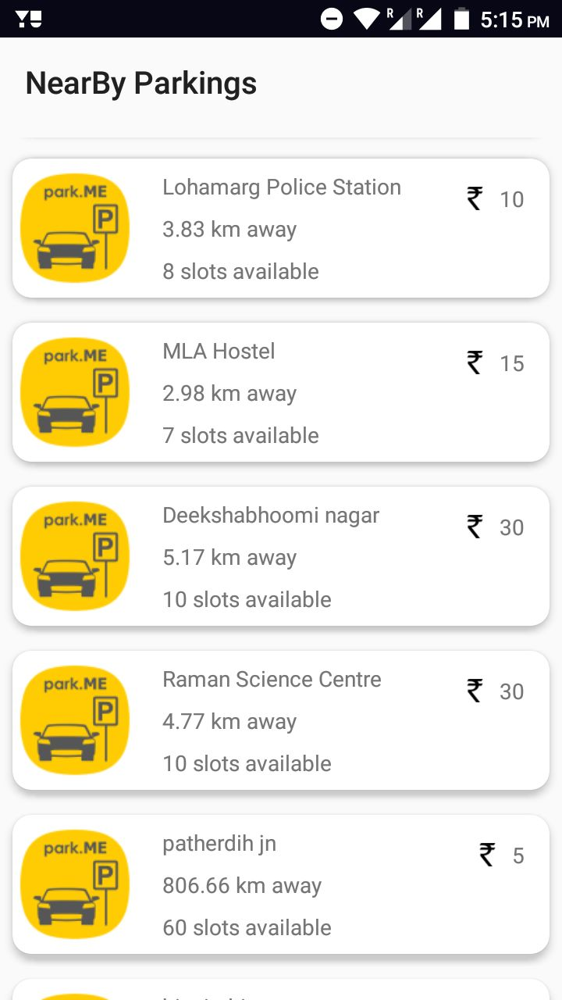 R R 5:15 PM
NearBy Parkings
park.ME
P
Lohamarg Police Station
₹ 10
3.83 km away
8 slots available
park.ME
P
MLA Hostel
₹ 15
2.98 km away
7 slots available
park.ME
P
Deekshabhoomi nagar
₹ 30
5.17 km away
10 slots available
park.ME
P
Raman Science Centre
₹ 30
4.77 km away
10 slots available
park.ME
P
patherdih jn
₹ 5
806.66 km away
60 slots available